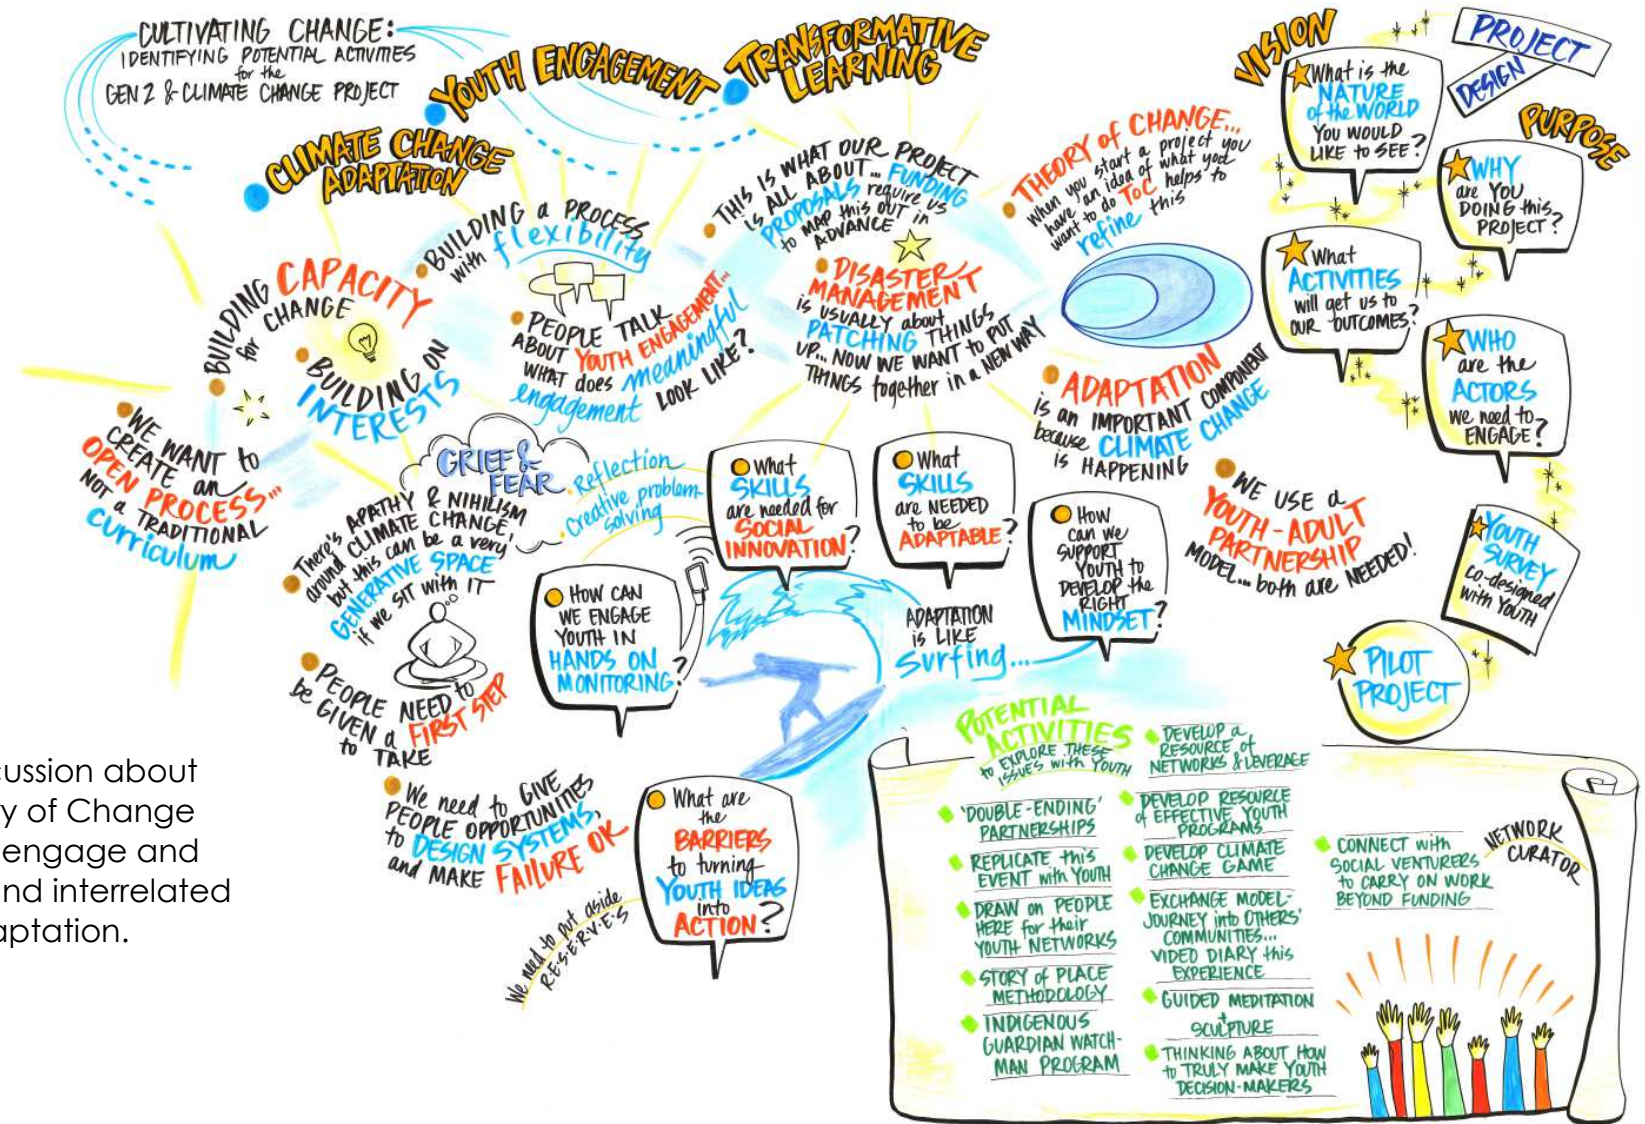 CULTIVATING CHANGE:
IDENTIFYING POTENTIAL ACTIVITIES
for the
GEN Z & CLIMATE CHANGE PROJECT
CLIMATE CHANGE
ADAPTATION
YOUTH ENGAGEMENT
TRANSFORMATIVE
LEARNING
WE WANT to
CREATE an
OPEN PROCESS...
NOT a TRADITIONAL
curriculum
BUILDING CAPACITY
for CHANGE
BUILDING ON
INTERESTS
BUILDING a PROCESS
with flexibility
PEOPLE TALK
ABOUT YOUTH ENGAGEMENT...
WHAT does meaningful
engagement LOOK LIKE?
THIS IS WHAT OUR PROJECT
IS ALL ABOUT... FUNDING
PROPOSALS require us
to MAP this OUT in
ADVANCE
DISASTER
MANAGEMENT
is USUALLY about
PATCHING THINGS
UP... NOW WE WANT to PUT
THINGS together in a NEW WAY
THEORY of CHANGE...
when you start a project you
have an idea of what you
want to do ToC helps to
refine this
ADAPTATION
is an IMPORTANT COMPONENT
because CLIMATE CHANGE
is HAPPENING
WE USE a
YOUTH-ADULT
PARTNERSHIP
MODEL... both are NEEDED!
GRIEF &
FEAR
There's APATHY & NIHILISM
around CLIMATE CHANGE,
but this can be a very
GENERATIVE SPACE
if we SIT with IT
• Reflection
• Creative problem-
solving
PEOPLE NEED to
be GIVEN a FIRST STEP
to TAKE
We need to GIVE
PEOPLE OPPORTUNITIES
to DESIGN SYSTEMS,
and MAKE FAILURE OK
We need to put aside
R·E·S·E·R·V·E·S
HOW CAN
WE ENGAGE
YOUTH IN
HANDS ON
MONITORING?
What
SKILLS
are needed for
SOCIAL
INNOVATION?
What
SKILLS
are NEEDED
to be
ADAPTABLE?
How
can we
SUPPORT
YOUTH to
DEVELOP the
RIGHT
MINDSET?
ADAPTATION
is LIKE
Surfing...
What are
the
BARRIERS
to turning
YOUTH IDEAS
into
ACTION?
VISION
What is the
NATURE
of the WORLD
YOU WOULD
LIKE to SEE?
PROJECT
DESIGN
PURPOSE
WHY
are YOU
DOING this
PROJECT?
What
ACTIVITIES
will get us to
OUR OUTCOMES?
WHO
are the
ACTORS
we need to
ENGAGE?
YOUTH
SURVEY
co-designed
with YOUTH
PILOT
PROJECT
POTENTIAL
ACTIVITIES
to EXPLORE THESE
ISSUES with YOUTH
'DOUBLE-ENDING'
PARTNERSHIPS
REPLICATE this
EVENT with YOUTH
DRAW on PEOPLE
HERE for their
YOUTH NETWORKS
STORY of PLACE
METHODOLOGY
INDIGENOUS
GUARDIAN WATCH-
MAN PROGRAM
DEVELOP a
RESOURCE of
NETWORKS & LEVERAGE
DEVELOP RESOURCE
of EFFECTIVE YOUTH
PROGRAMS
DEVELOP CLIMATE
CHANGE GAME
EXCHANGE MODEL-
JOURNEY into OTHERS'
COMMUNITIES...
VIDEO DIARY this
EXPERIENCE
GUIDED MEDITATION
+
SCULPTURE
THINKING ABOUT HOW
to TRULY MAKE YOUTH
DECISION-MAKERS
CONNECT with
SOCIAL VENTURERS
to CARRY ON WORK
BEYOND FUNDING
NETWORK
CURATOR
cussion about
y of Change
engage and
nd interrelated
aptation.